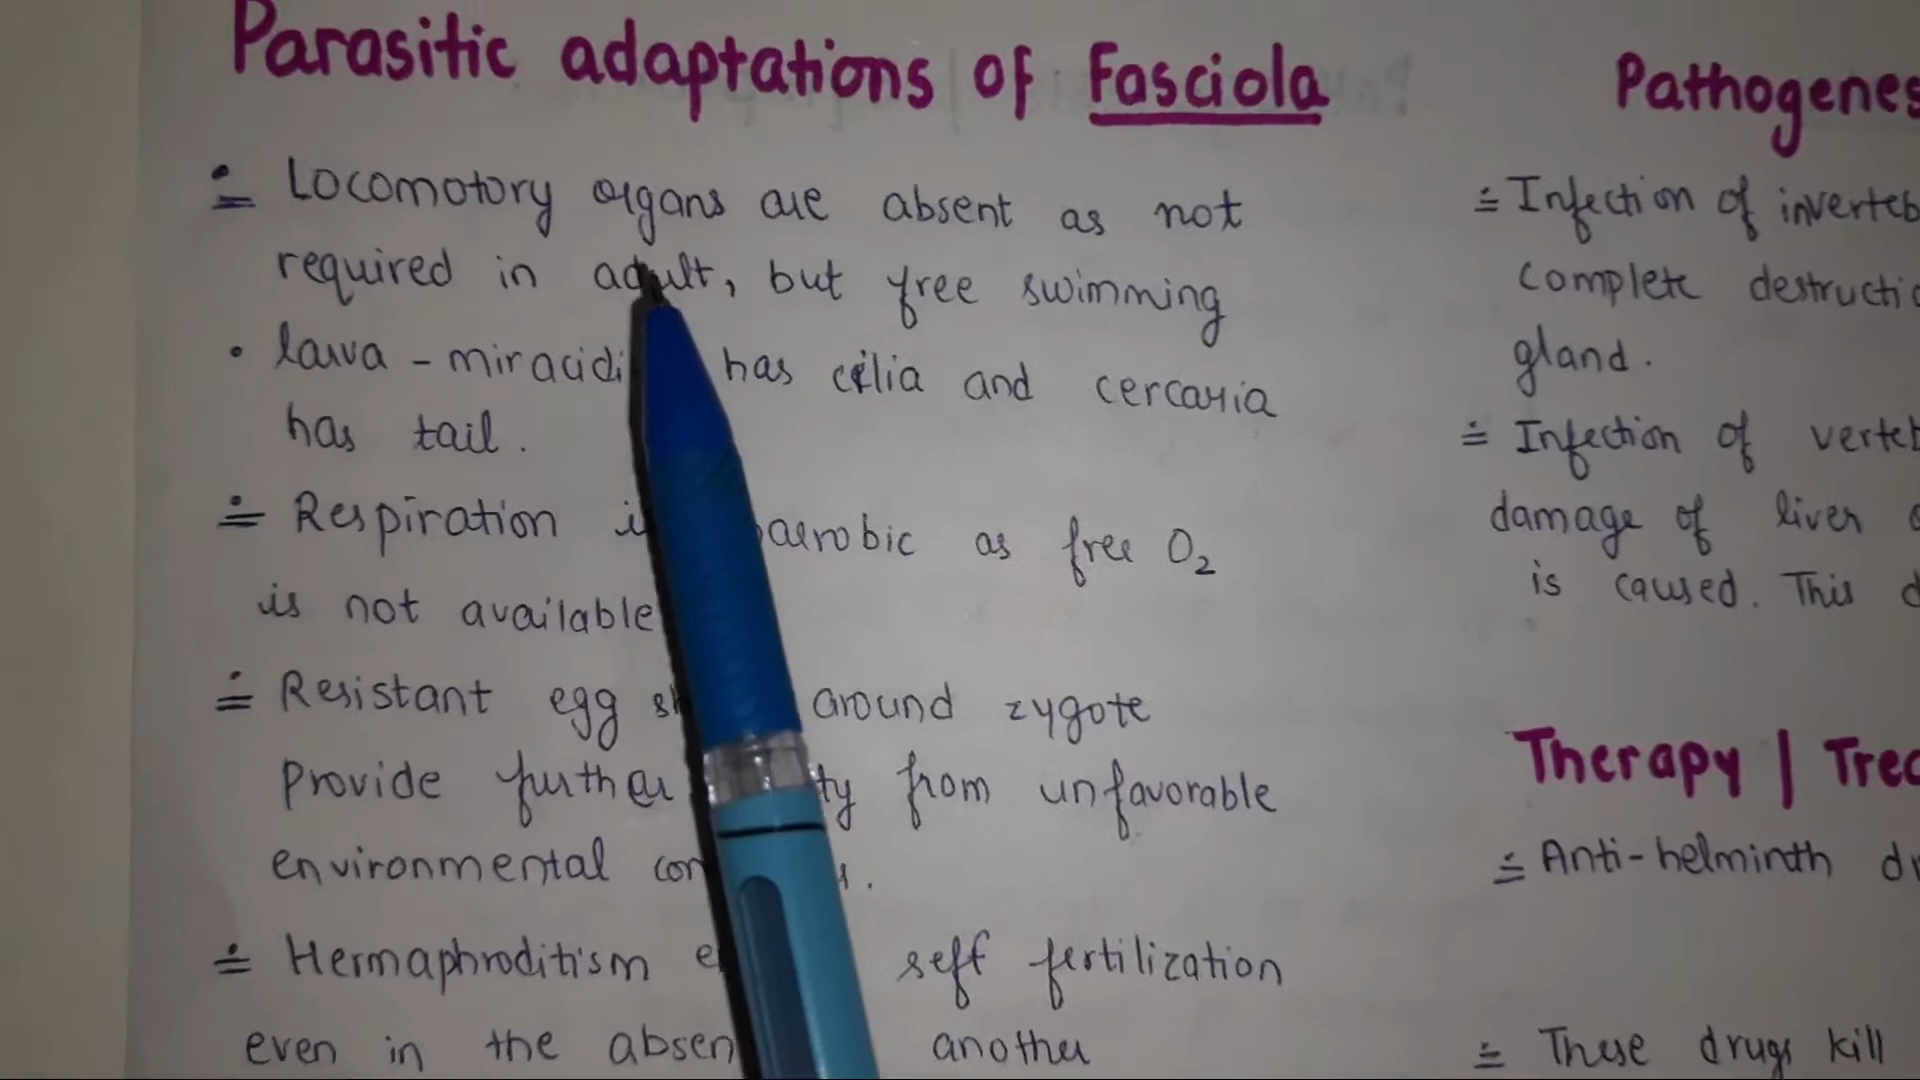 Parasitic adaptations of Fasciola
Locomotory organs are absent as not
required in adult, but free swimming
larva - miracidi has cilia and cercaria
has tail.
Respiration aerobic as free O₂
is not available
Resistant egg around zygote
Provide further from unfavorable
environmental
Hermaphroditism self fertilization
even in the another
Pathogenes
Infection of inverteb
complete destructi
gland.
Infection of verteb
damage of liver
is caused. This
Therapy | Trea
Anti-helminth dr
These drugs kill